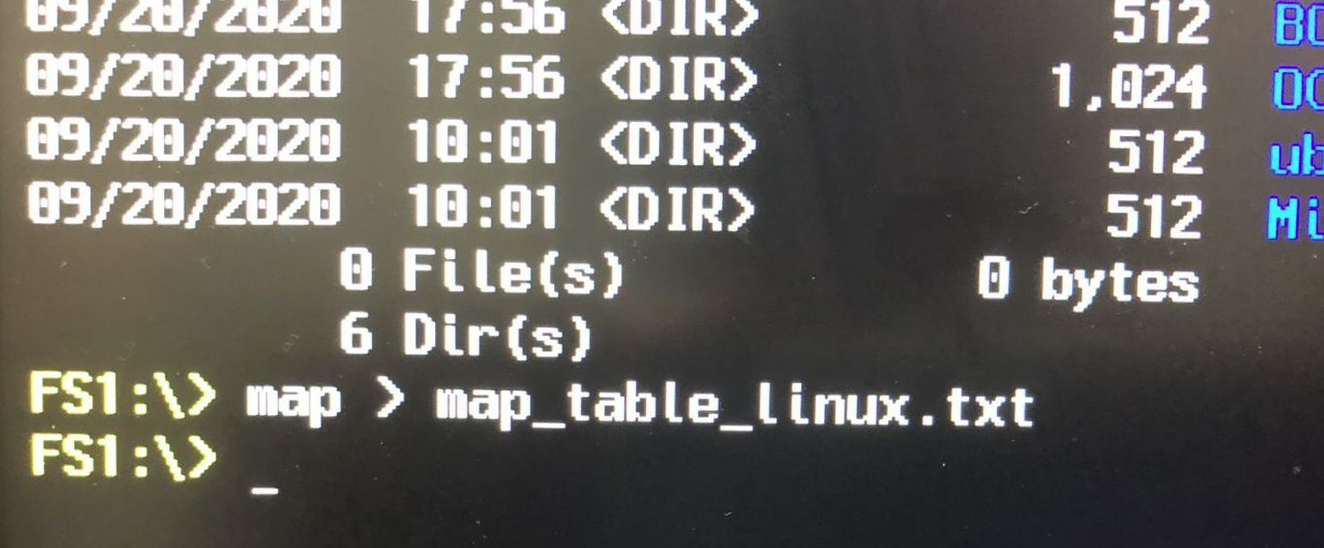 09/20/2020 17:56 <DIR> 512 BO
09/20/2020 17:56 <DIR> 1,024 OC
09/20/2020 10:01 <DIR> 512 ub
09/20/2020 10:01 <DIR> 512 Mi
0 File(s) 0 bytes
6 Dir(s)
FS1:\> map > map_table_linux.txt
FS1:\> _